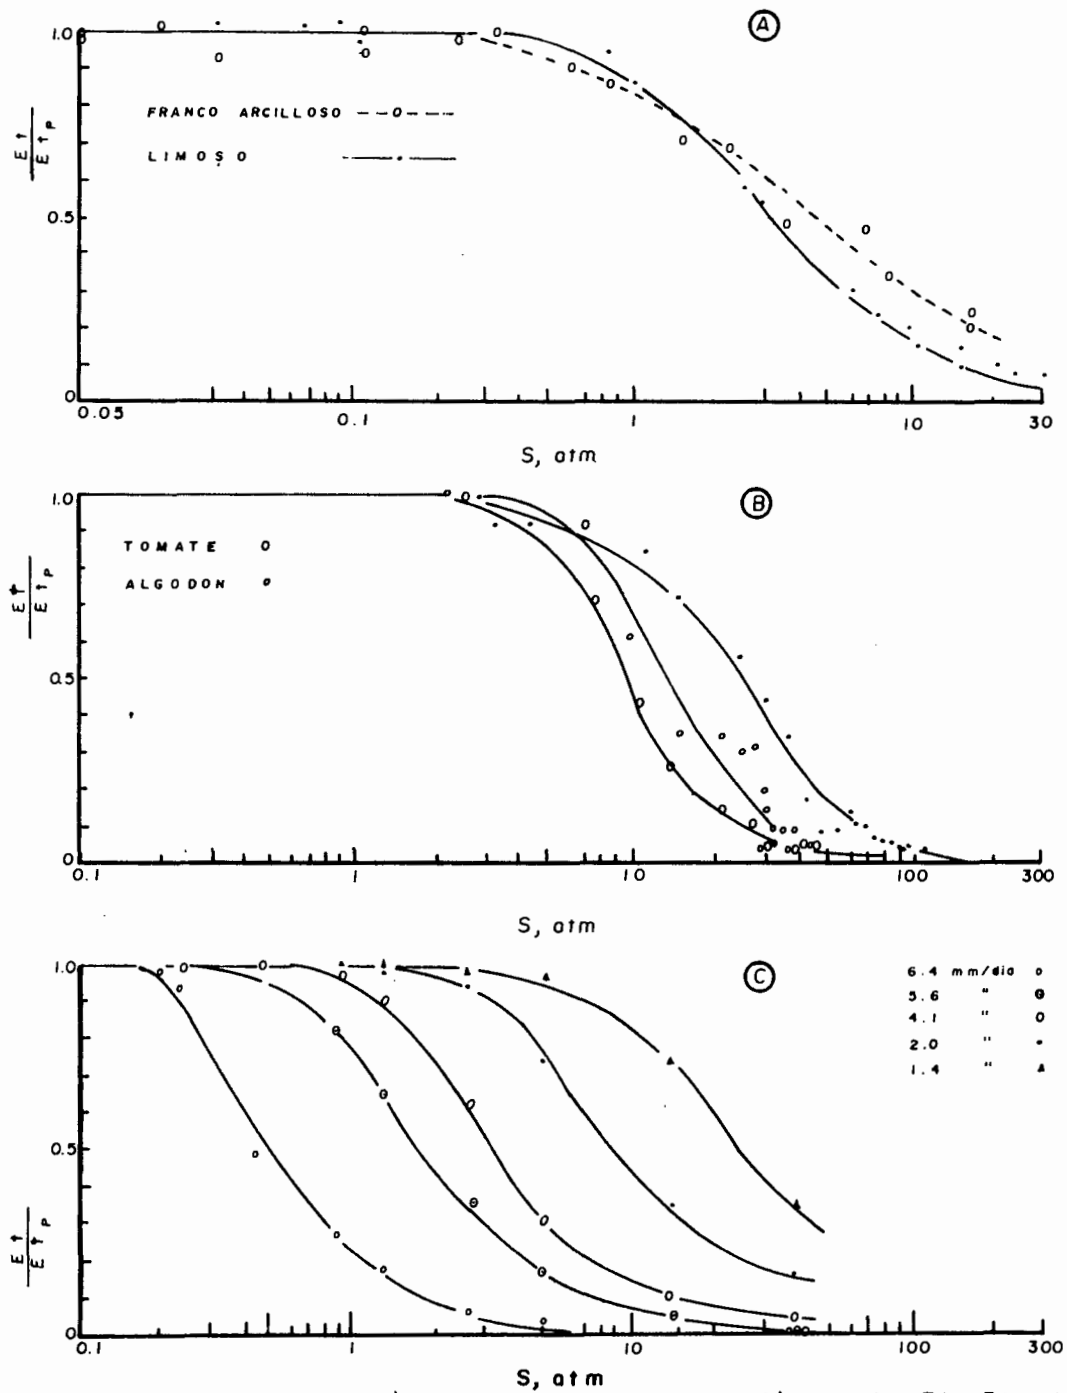 A
1.0
Et
Etp
FRANCO ARCILLOSO
LIMOSO
0.5
0
0.05 0.1 1 10 30
S, atm
B
1.0
TOMATE
ALGODON
Et
Etp
0.5
0
0.1 1 10 100 300
S, atm
C
1.0
6.4 mm/dia
5.6 "
4.1 "
2.0 "
1.4 "
0.5
Et
Etp
0
0.1 1 10 100 300
S, atm